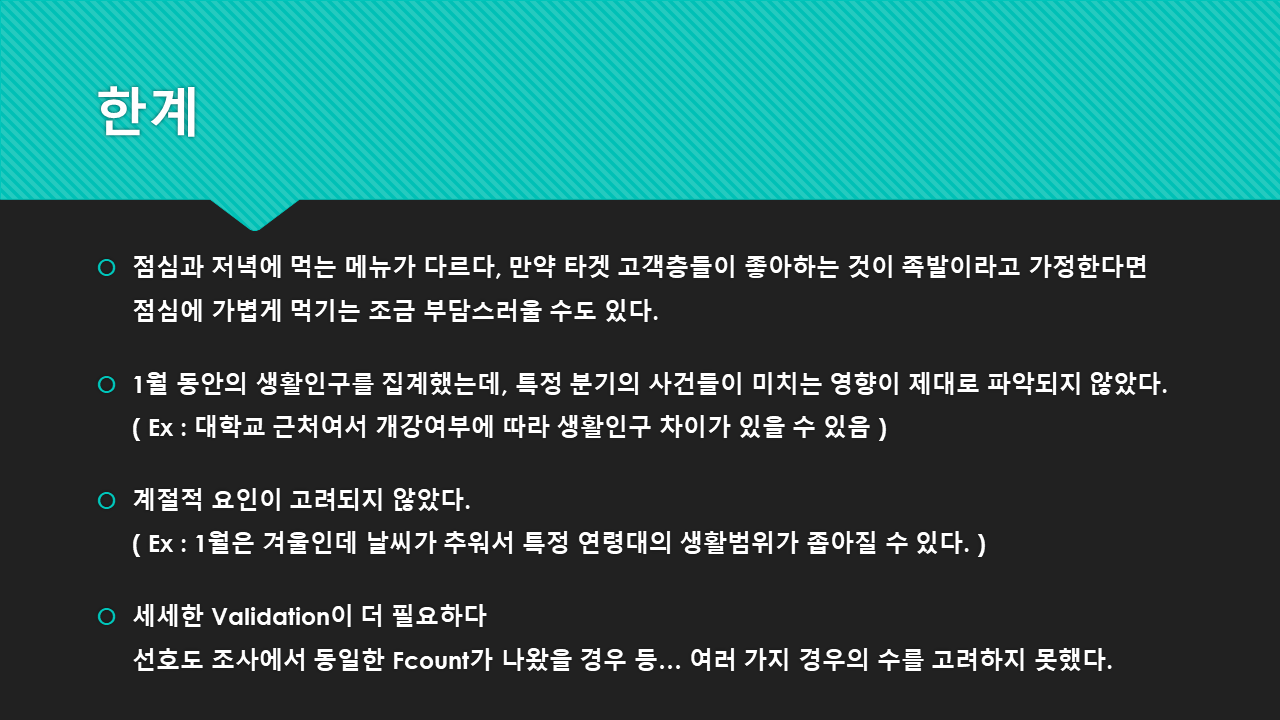 한계
점심과 저녁에 먹는 메뉴가 다르다, 만약 타겟 고객층들이 좋아하는 것이 족발이라고 가정한다면
점심에 가볍게 먹기는 조금 부담스러울 수도 있다.
1월 동안의 생활인구를 집계했는데, 특정 분기의 사건들이 미치는 영향이 제대로 파악되지 않았다.
( Ex : 대학교 근처여서 개강여부에 따라 생활인구 차이가 있을 수 있음 )
계절적 요인이 고려되지 않았다.
( Ex : 1월은 겨울인데 날씨가 추워서 특정 연령대의 생활범위가 좁아질 수 있다. )
세세한 Validation이 더 필요하다
선호도 조사에서 동일한 Fcount가 나왔을 경우 등… 여러 가지 경우의 수를 고려하지 못했다.